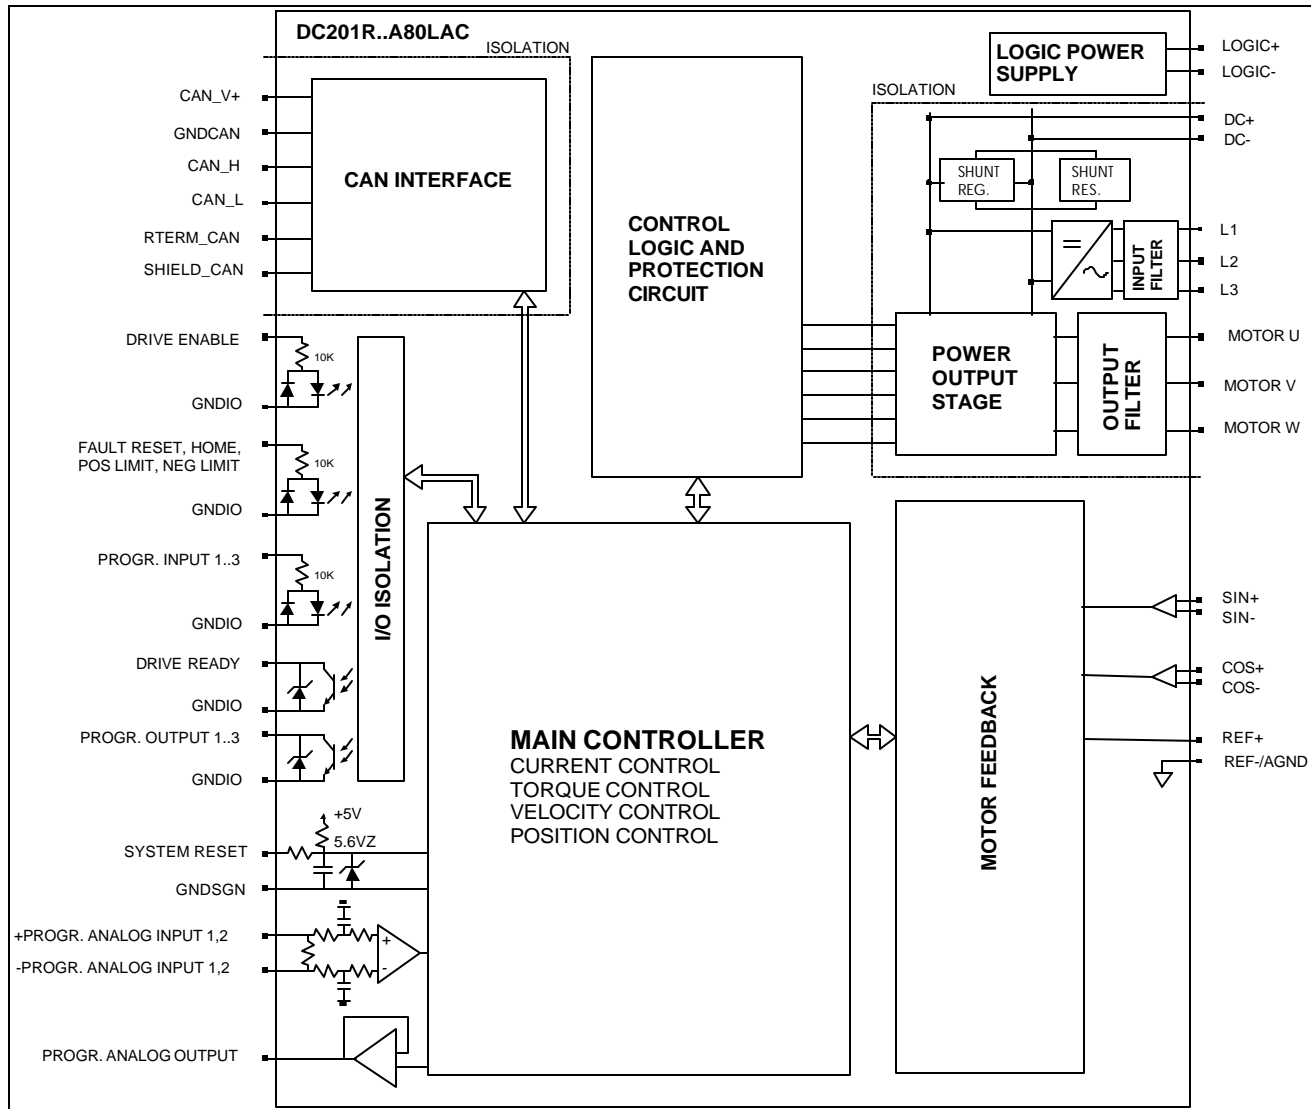 DC201R..A80LAC
ISOLATION
CAN_V+
GNDCAN
CAN_H
CAN_L
RTERM_CAN
SHIELD_CAN
CAN INTERFACE
CONTROL
LOGIC AND
PROTECTION
CIRCUIT
LOGIC POWER
SUPPLY
LOGIC+
LOGIC-
ISOLATION
DC+
DC-
SHUNT
REG.
SHUNT
RES.
INPUT
FILTER
L1
L2
L3
POWER
OUTPUT
STAGE
OUTPUT
FILTER
MOTOR U
MOTOR V
MOTOR W
DRIVE ENABLE
10K
GNDIO
FAULT RESET, HOME,
POS LIMIT, NEG LIMIT
10K
GNDIO
PROGR. INPUT 1..3
10K
GNDIO
DRIVE READY
GNDIO
PROGR. OUTPUT 1..3
GNDIO
I/O ISOLATION
SYSTEM RESET
+5V
5.6VZ
GNDSGN
+PROGR. ANALOG INPUT 1,2
-PROGR. ANALOG INPUT 1,2
+
-
PROGR. ANALOG OUTPUT
MAIN CONTROLLER
CURRENT CONTROL
TORQUE CONTROL
VELOCITY CONTROL
POSITION CONTROL
MOTOR FEEDBACK
SIN+
SIN-
COS+
COS-
REF+
REF-/AGND